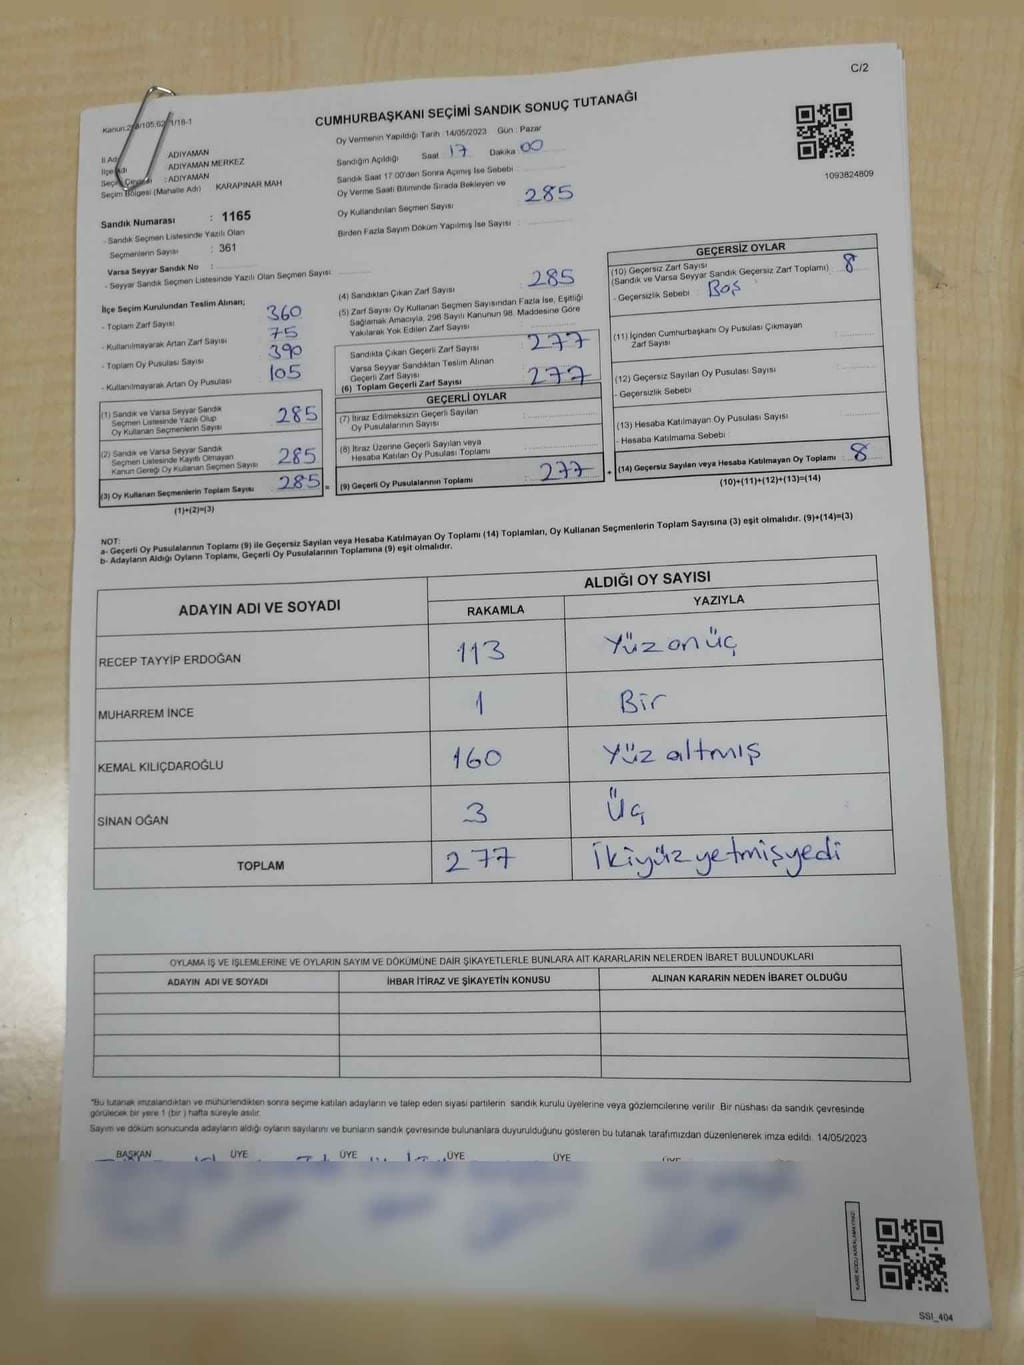 C/2
CUMHURBAŞKANI SEÇİMİ SANDIK SONUÇ TUTANAĞI
1093824809
İl Adı ADIYAMAN
İlçe Adı ADIYAMAN MERKEZ
Seçim Çevresi : ADIYAMAN
Seçim Bölgesi (Mahalle Adı) KARAPINAR MAH
Sandık Numarası : 1165
- Sandık Seçmen Listesinde Yazılı Olan
Seçmenlerin Sayısı : 361
Varsa Seyyar Sandık No :
- Seyyar Sandık Seçmen Listesinde Yazılı Olan Seçmen Sayısı
Oy Vermenin Yapıldığı Tarih : 14/05/2023 Gün : Pazar
Sandığın Açıldığı Saat 17 Dakika 00
Sandık Saat 17:00'den Sonra Açılmış İse Sebebi
Oy Verme Saati Bitiminde Sırada Bekleyen ve
Oy Kullandırılan Seçmen Sayısı 285
Birden Fazla Sayım Döküm Yapılmış İse Sayısı
İlçe Seçim Kurulundan Teslim Alınan;
- Toplam Zarf Sayısı 360
- Kullanılmayarak Artan Zarf Sayısı 75
- Toplam Oy Pusulası Sayısı 390
- Kullanılmayarak Artan Oy Pusulası 105
(1) Sandık ve Varsa Seyyar Sandık
Seçmen Listesinde Yazılı Olup
Oy Kullanan Seçmenlerin Sayısı 285
(2) Sandık ve Varsa Seyyar Sandık
Seçmen Listesinde Kayıtlı Olmayan
Kanun Gereği Oy Kullanan Seçmen Sayısı 285
(3) Oy Kullanan Seçmenlerin Toplam Sayısı 285 =
(1)+(2)=(3)
(4) Sandıktan Çıkan Zarf Sayısı 285
(5) Zarf Sayısı Oy Kullanan Seçmen Sayısından Fazla İse, Eşitliği
Sağlamak Amacıyla, 298 Sayılı Kanunun 98. Maddesine Göre
Yakılarak Yok Edilen Zarf Sayısı
Sandıkta Çıkan Geçerli Zarf Sayısı 277
Varsa Seyyar Sandıktan Teslim Alınan
Geçerli Zarf Sayısı
(6) Toplam Geçerli Zarf Sayısı 277
GEÇERLİ OYLAR
(7) İtiraz Edilmeksizin Geçerli Sayılan
Oy Pusulalarının Sayısı
(8) İtiraz Üzerine Geçerli Sayılan veya
Hesaba Katılan Oy Pusulası Toplamı
(9) Geçerli Oy Pusulalarının Toplamı 277 +
GEÇERSİZ OYLAR
(10) Geçersiz Zarf Sayısı
(Sandık ve Varsa Seyyar Sandık Geçersiz Zarf Toplamı) 8
- Geçersizlik Sebebi : Boş
(11) İçinden Cumhurbaşkanı Oy Pusulası Çıkmayan
Zarf Sayısı
(12) Geçersiz Sayılan Oy Pusulası Sayısı
- Geçersizlik Sebebi
(13) Hesaba Katılmayan Oy Pusulası Sayısı
- Hesaba Katılmama Sebebi
(14) Geçersiz Sayılan veya Hesaba Katılmayan Oy Toplamı 8
(10)+(11)+(12)+(13)=(14)
NOT:
a- Geçerli Oy Pusulalarının Toplamı (9) ile Geçersiz Sayılan veya Hesaba Katılmayan Oy Toplamı (14) Toplamları, Oy Kullanan Seçmenlerin Toplam Sayısına (3) eşit olmalıdır. (9)+(14)=(3)
b- Adayların Aldığı Oyların Toplamı, Geçerli Oy Pusulalarının Toplamına (9) eşit olmalıdır.
ADAYIN ADI VE SOYADI ALDIĞI OY SAYISI
RAKAMLA YAZIYLA
RECEP TAYYİP ERDOĞAN 113 Yüz onüç
MUHARREM İNCE 1 Bir
KEMAL KILIÇDAROĞLU 160 Yüz altmış
SİNAN OĞAN 3 Üç
TOPLAM 277 İkiyüzyetmişyedi
OYLAMA İŞ VE İŞLEMLERİNE VE OYLARIN SAYIM VE DÖKÜMÜNE DAİR ŞİKAYETLERLE BUNLARA AİT KARARLARIN NELERDEN İBARET BULUNDUKLARI
ADAYIN ADI VE SOYADI İHBAR İTİRAZ VE ŞİKAYETİN KONUSU ALINAN KARARIN NEDEN İBARET OLDUĞU
*Bu tutanak imzalandıktan ve mühürlendikten sonra seçime katılan adayların ve talep eden siyasi partilerin sandık kurulu üyelerine veya gözlemcilerine verilir. Bir nüshası da sandık çevresinde
görülecek bir yere 1 (bir ) hafta süreyle asılır.
Sayım ve döküm sonucunda adayların aldığı oyların sayılarını ve bunların sandık çevresinde bulunanlara duyurulduğunu gösteren bu tutanak tarafımızdan düzenlenerek imza edildi. 14/05/2023
BAŞKAN ÜYE ÜYE ÜYE ÜYE
SSI_404